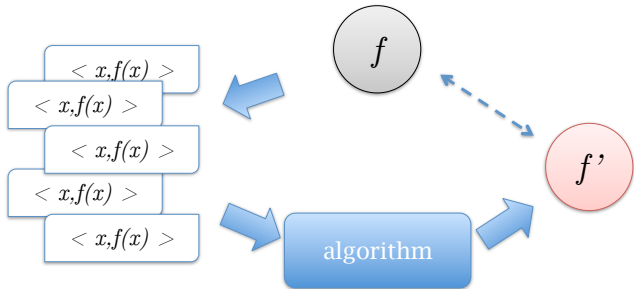 f
< x,f(x) >
< x,f(x) >
< x,f(x) >
< x,f(x) >
< x,f(x) >
f’
algorithm